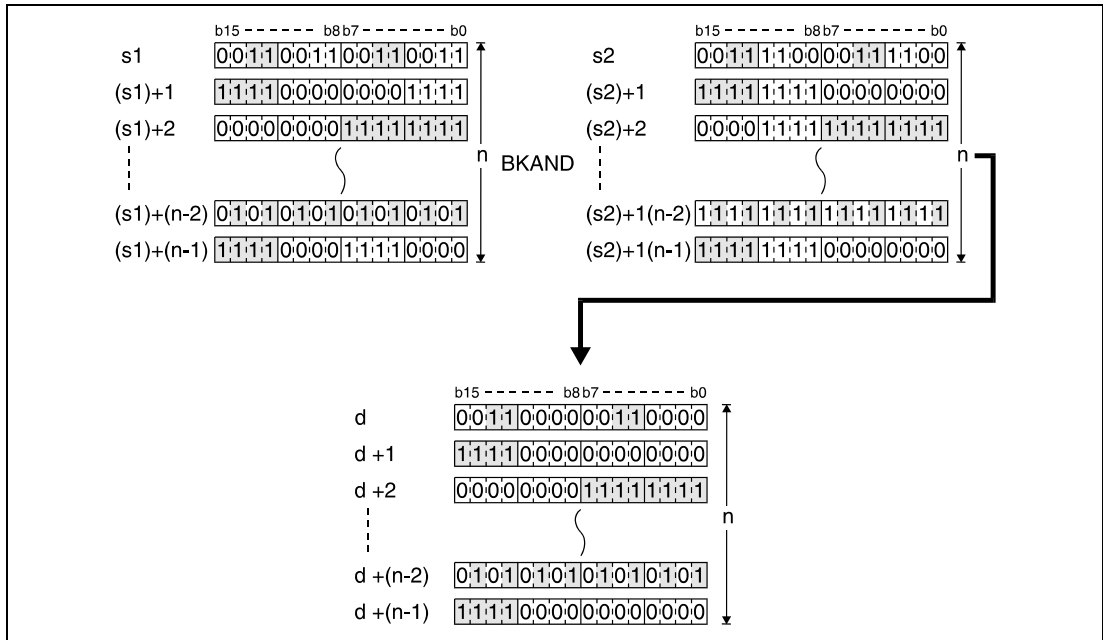 b15 b8 b7 b0
s1 0011001100110011
(s1)+1 1111000000001111
(s1)+2 0000000011111111
(s1)+(n-2) 0101010101010101
(s1)+(n-1) 1111000011110000
n
BKAND
b15 b8 b7 b0
s2 0011110000111100
(s2)+1 1111111100000000
(s2)+2 0000111111111111
(s2)+1(n-2) 1111111111111111
(s2)+1(n-1) 1111111100000000
n
b15 b8 b7 b0
d 0011000000110000
d +1 1111000000000000
d +2 0000000011111111
d +(n-2) 0101010101010101
d +(n-1) 1111000000000000
n